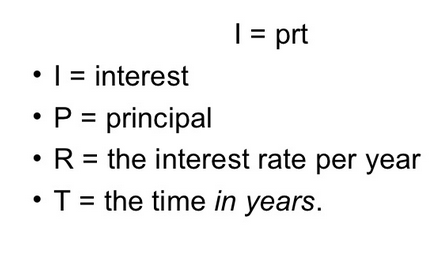 I = prt
• I = interest
• P = principal
• R = the interest rate per year
• T = the time in years.